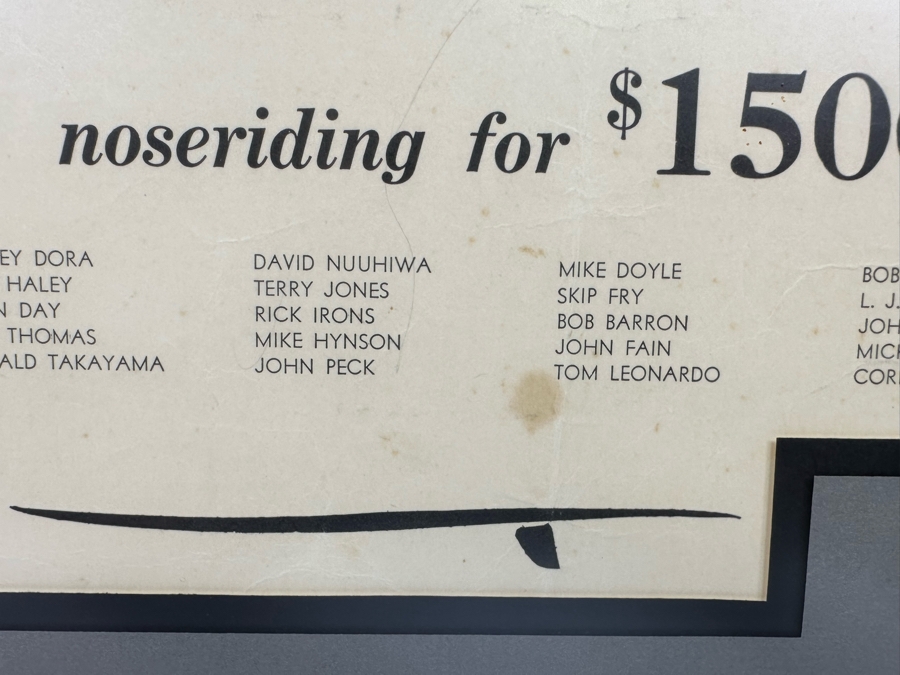 noseriding for $150
EY DORA
HALEY
N DAY
THOMAS
ALD TAKAYAMA
DAVID NUUHIWA
TERRY JONES
RICK IRONS
MIKE HYNSON
JOHN PECK
MIKE DOYLE
SKIP FRY
BOB BARRON
JOHN FAIN
TOM LEONARDO
BOB
L. J.
JOH
MICK
COR